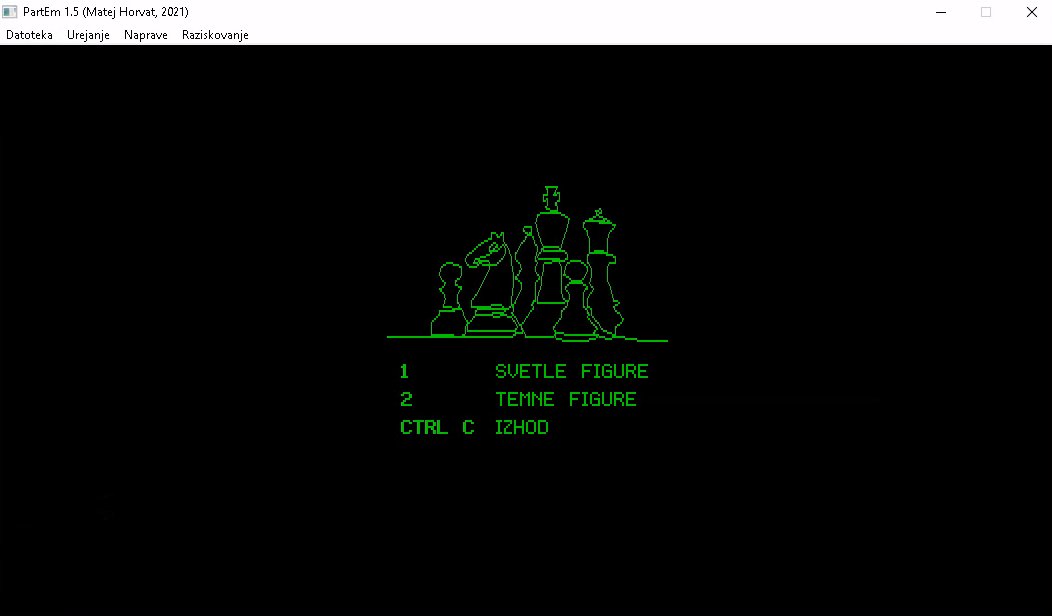 PartEm 1.5 (Matej Horvat, 2021)
Datoteka Urejanje Naprave Raziskovanje
1 SVETLE FIGURE
2 TEMNE FIGURE
CTRL C IZHOD